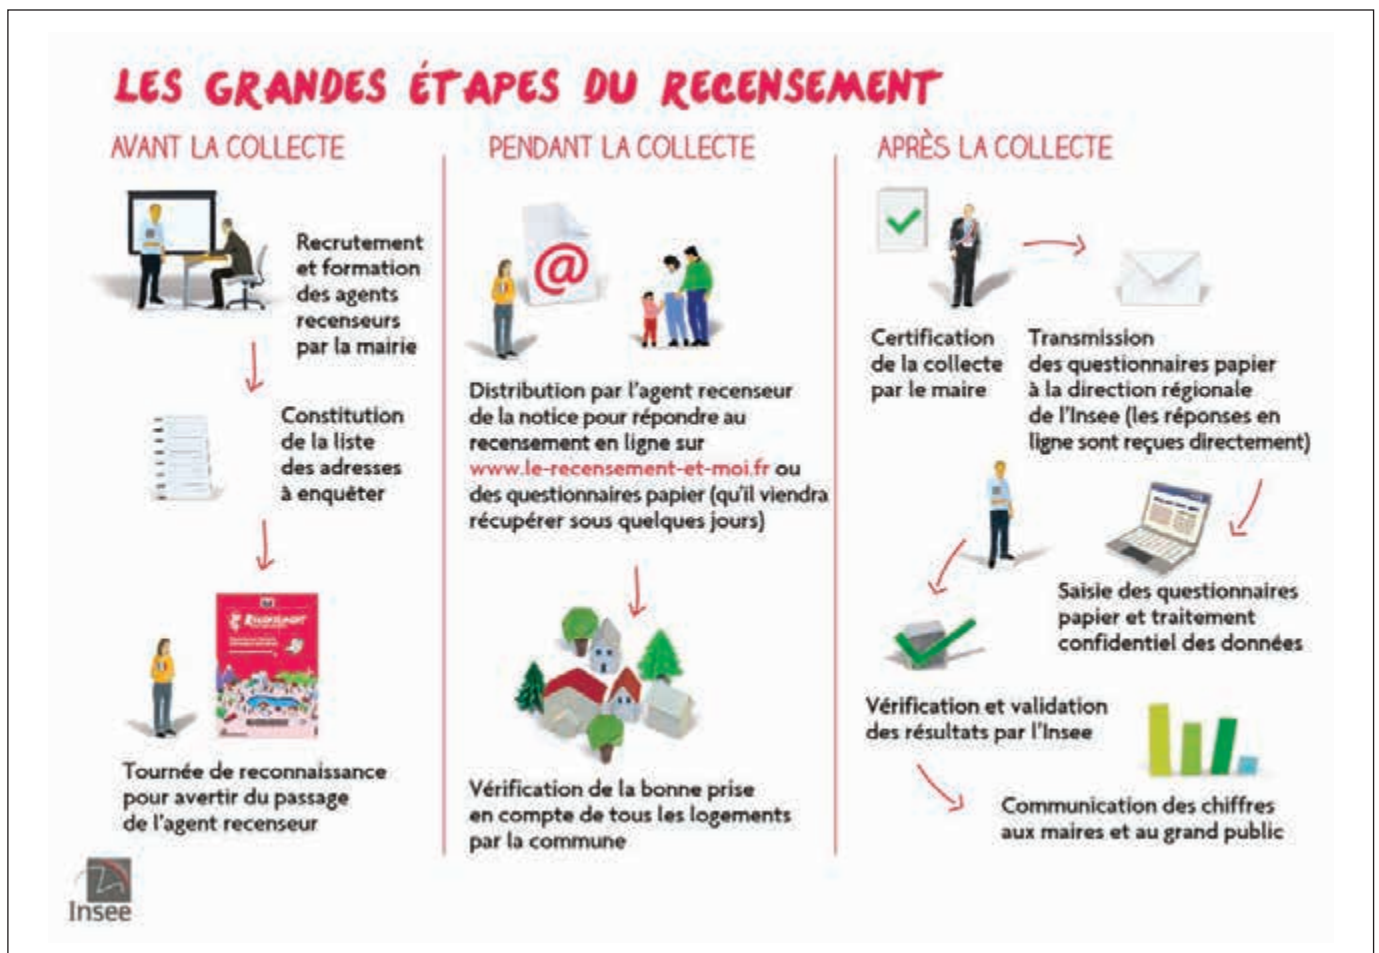 LES GRANDES ÉTAPES DU RECENSEMENT
AVANT LA COLLECTE
Recrutement
et formation
des agents
recenseurs
par la mairie
Constitution
de la liste
des adresses
à enquêter
Tournée de reconnaissance
pour avertir du passage
de l'agent recenseur
PENDANT LA COLLECTE
@
Distribution par l'agent recenseur
de la notice pour répondre au
recensement en ligne sur
www.le-recensement-et-moi.fr ou
des questionnaires papier (qu'il viendra
récupérer sous quelques jours)
Vérification de la bonne prise
en compte de tous les logements
par la commune
APRÈS LA COLLECTE
Certification
de la collecte
par le maire
Transmission
des questionnaires papier
à la direction régionale
de l'Insee (les réponses en
ligne sont reçues directement)
Saisie des questionnaires
papier et traitement
confidentiel des données
Vérification et validation
des résultats par l'Insee
Communication des chiffres
aux maires et au grand public
Insee